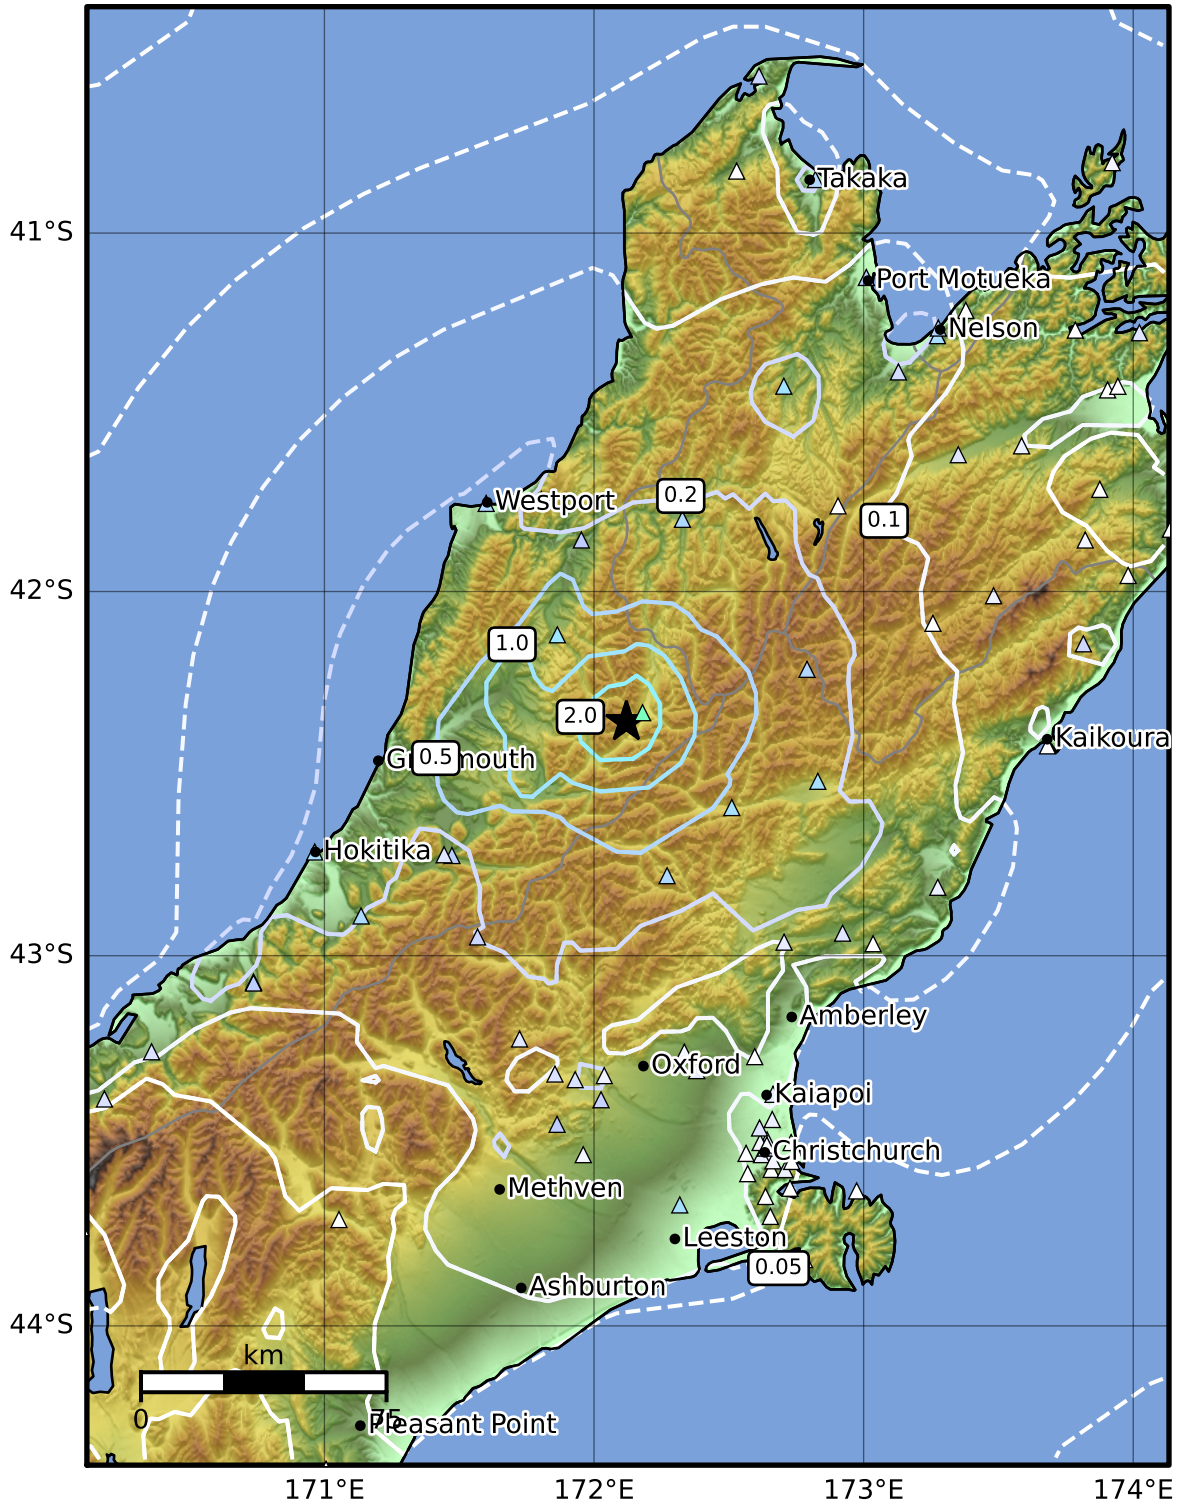 Takaka
41°S
Port Motueka
Nelson
0.2
Westport
0.1
42°S
1.0
2.0
Kaikoura
0.5
Hokitika
43°S
Amberley
Oxford
Kaiapoi
Christchurch
Methven
Leeston
0.05
Ashburton
44°S
km
0
75
Pleasant Point
171°E
172°E
173°E
174°E